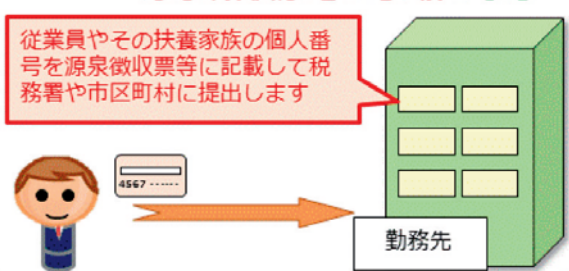 従業員やその扶養家族の個人番
号を源泉徴収票等に記載して税
務署や市区町村に提出します
4567 ------
勤務先